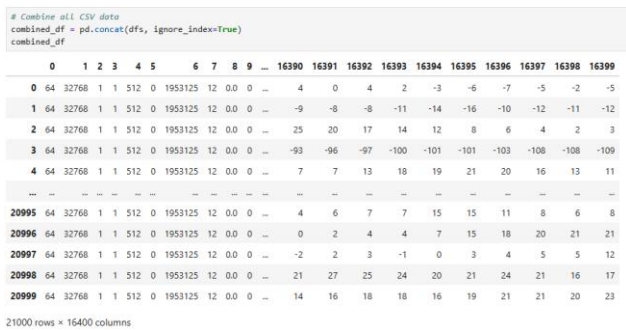 # Combine all CSV data
combined_df = pd.concat(dfs, ignore_index=True)
combined_df
0 1 2 3 4 5 6 7 8 9 ... 16390 16391 16392 16393 16394 16395 16396 16397 16398 16399
0 64 32768 1 1 512 0 1953125 12 0.0 0 ... 4 0 4 2 -3 -6 -7 -5 -2 -5
1 64 32768 1 1 512 0 1953125 12 0.0 0 ... -9 -8 -8 -11 -14 -16 -10 -12 -11 -12
2 64 32768 1 1 512 0 1953125 12 0.0 0 ... 25 20 17 14 12 8 6 4 2 3
3 64 32768 1 1 512 0 1953125 12 0.0 0 ... -93 -96 -97 -100 -101 -101 -103 -108 -108 -109
4 64 32768 1 1 512 0 1953125 12 0.0 0 ... 7 7 13 18 19 21 20 16 13 11
... ... ... ... ... ... ... ... ... ... ... ... ... ... ... ... ... ... ... ... ... ...
20995 64 32768 1 1 512 0 1953125 12 0.0 0 ... 4 6 7 7 15 15 11 8 6 8
20996 64 32768 1 1 512 0 1953125 12 0.0 0 ... 0 2 4 4 7 15 18 20 21 21
20997 64 32768 1 1 512 0 1953125 12 0.0 0 ... -2 2 3 -1 0 3 4 5 5 12
20998 64 32768 1 1 512 0 1953125 12 0.0 0 ... 21 27 25 24 20 21 24 21 16 17
20999 64 32768 1 1 512 0 1953125 12 0.0 0 ... 14 16 18 18 16 19 21 21 20 23
21000 rows × 16400 columns